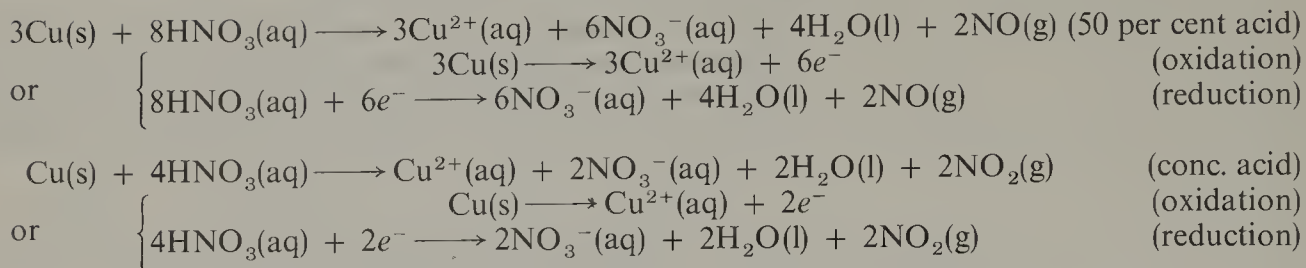 3Cu(s) + 8HNO₃(aq) ⟶ 3Cu²⁺(aq) + 6NO₃⁻(aq) + 4H₂O(l) + 2NO(g) (50 per cent acid)
3Cu(s) ⟶ 3Cu²⁺(aq) + 6e⁻ (oxidation)
or
8HNO₃(aq) + 6e⁻ ⟶ 6NO₃⁻(aq) + 4H₂O(l) + 2NO(g) (reduction)
Cu(s) + 4HNO₃(aq) ⟶ Cu²⁺(aq) + 2NO₃⁻(aq) + 2H₂O(l) + 2NO₂(g) (conc. acid)
Cu(s) ⟶ Cu²⁺(aq) + 2e⁻ (oxidation)
or
4HNO₃(aq) + 2e⁻ ⟶ 2NO₃⁻(aq) + 2H₂O(l) + 2NO₂(g) (reduction)